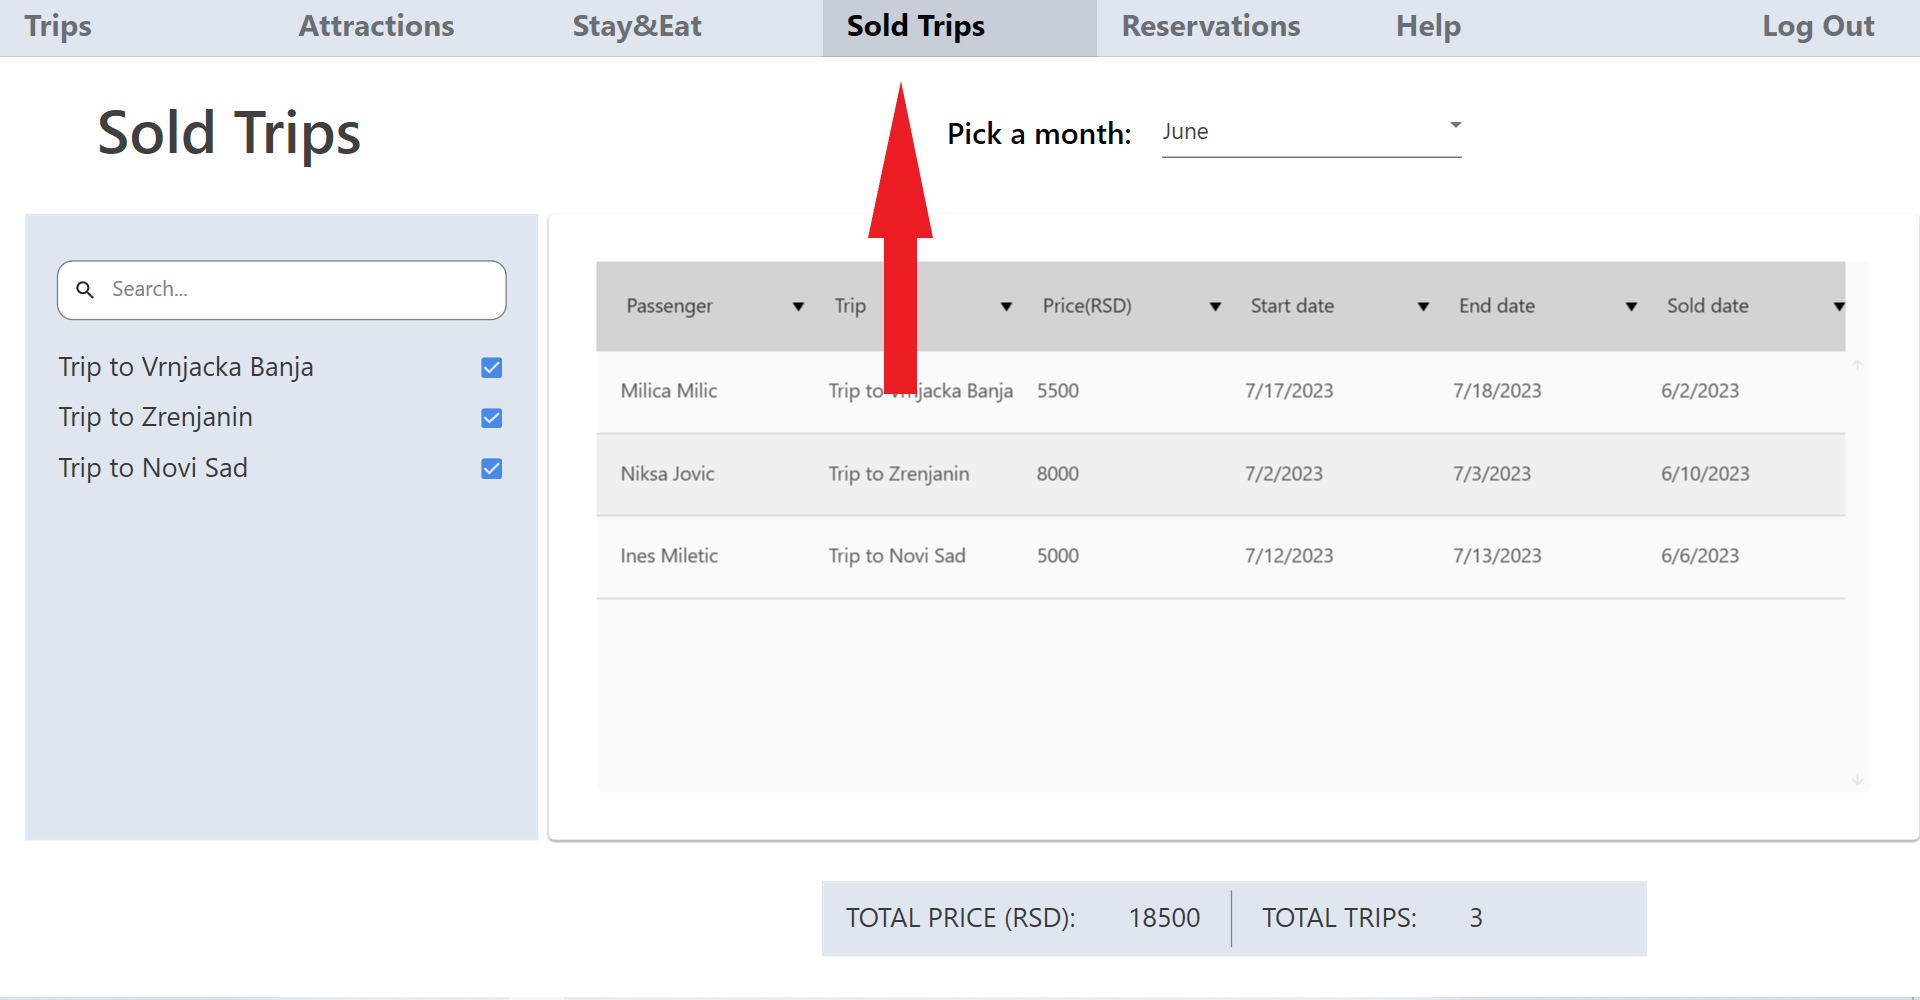 Trips Attractions Stay&Eat Sold Trips Reservations Help Log Out
Sold Trips
Pick a month: June
Search...
Trip to Vrnjacka Banja
Trip to Zrenjanin
Trip to Novi Sad
Passenger Trip Price(RSD) Start date End date Sold date
Milica Milic Trip to Banja 5500 7/17/2023 7/18/2023 6/2/2023
Niksa Jovic Trip to Zrenjanin 8000 7/2/2023 7/3/2023 6/10/2023
Ines Miletic Trip to Novi Sad 5000 7/12/2023 7/13/2023 6/6/2023
TOTAL PRICE (RSD): 18500 TOTAL TRIPS: 3